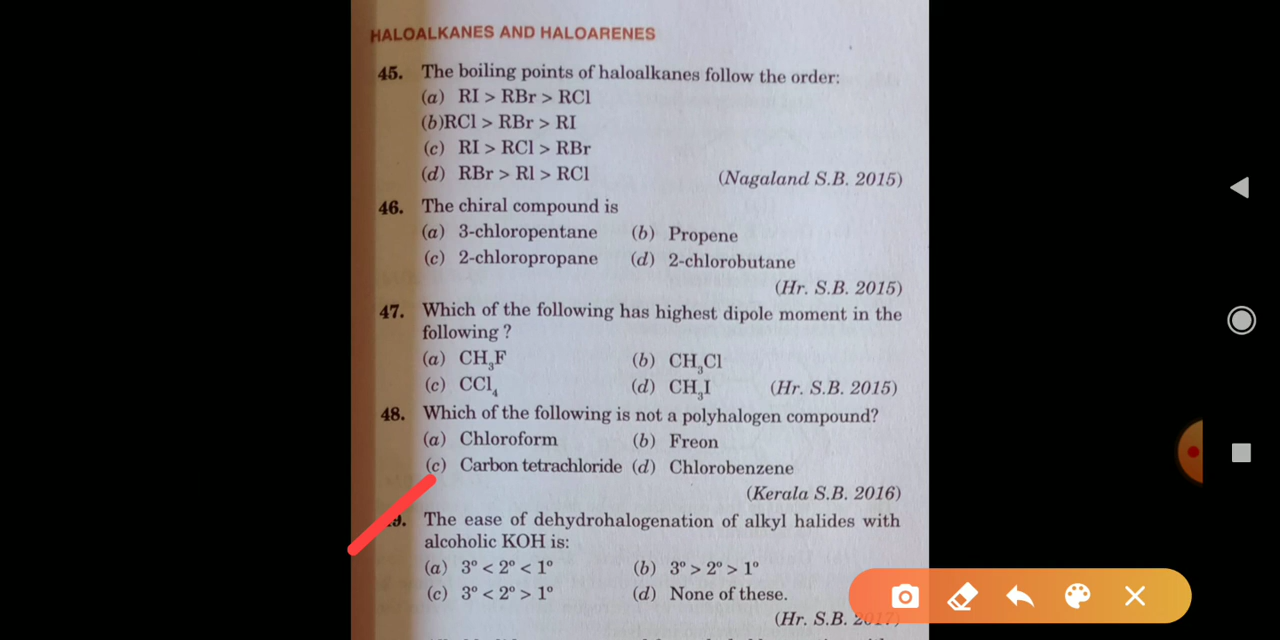 HALOALKANES AND HALOARENES
45. The boiling points of haloalkanes follow the order:
(a) RI > RBr > RCl
(b)RCl > RBr > RI
(c) RI > RCl > RBr
(d) RBr > Rl > RCl (Nagaland S.B. 2015)
46. The chiral compound is
(a) 3-chloropentane (b) Propene
(c) 2-chloropropane (d) 2-chlorobutane
(Hr. S.B. 2015)
47. Which of the following has highest dipole moment in the
following ?
(a) CH₃F (b) CH₃Cl
(c) CCl₄ (d) CH₃I (Hr. S.B. 2015)
48. Which of the following is not a polyhalogen compound?
(a) Chloroform (b) Freon
(c) Carbon tetrachloride (d) Chlorobenzene
(Kerala S.B. 2016)
49. The ease of dehydrohalogenation of alkyl halides with
alcoholic KOH is:
(a) 3° < 2° < 1° (b) 3° > 2° > 1°
(c) 3° < 2° > 1° (d) None of these.
(Hr. S.B. 2017)